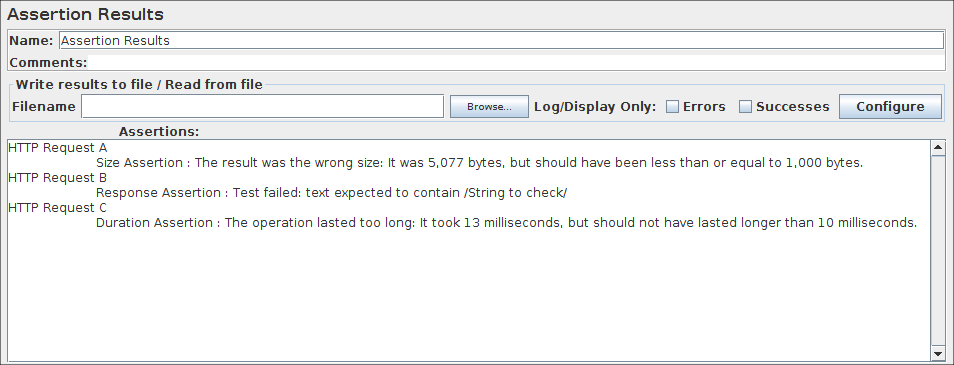 Assertion Results
Name: Assertion Results
Comments:
Write results to file / Read from file
Filename Browse... Log/Display Only: Errors Successes Configure
Assertions:
HTTP Request A
Size Assertion : The result was the wrong size: It was 5,077 bytes, but should have been less than or equal to 1,000 bytes.
HTTP Request B
Response Assertion : Test failed: text expected to contain /String to check/
HTTP Request C
Duration Assertion : The operation lasted too long: It took 13 milliseconds, but should not have lasted longer than 10 milliseconds.